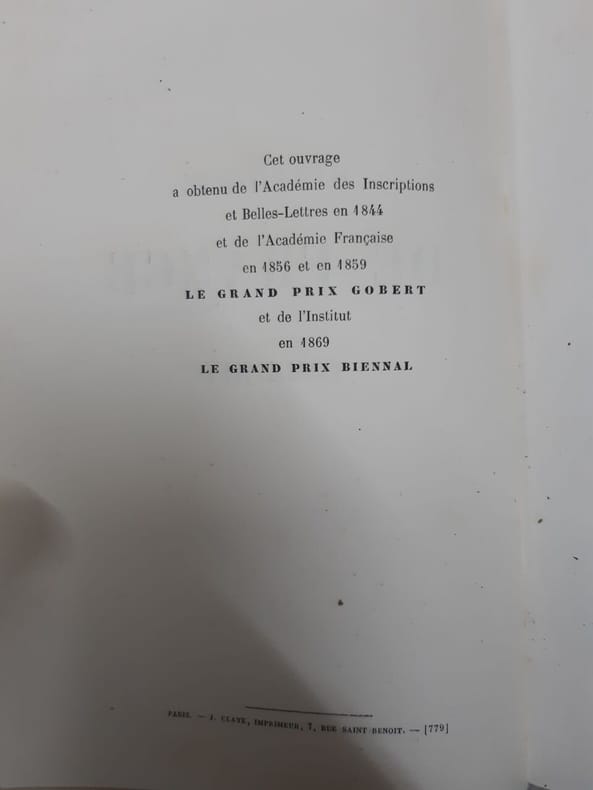 Cet ouvrage
a obtenu de l'Académie des Inscriptions
et Belles-Lettres en 1844
et de l'Académie Française
en 1856 et en 1859
LE GRAND PRIX GOBERT
et de l'Institut
en 1869
LE GRAND PRIX BIENNAL
PARIS. — J. CLAYE, IMPRIMEUR, 7, RUE SAINT BENOIT. — [779]